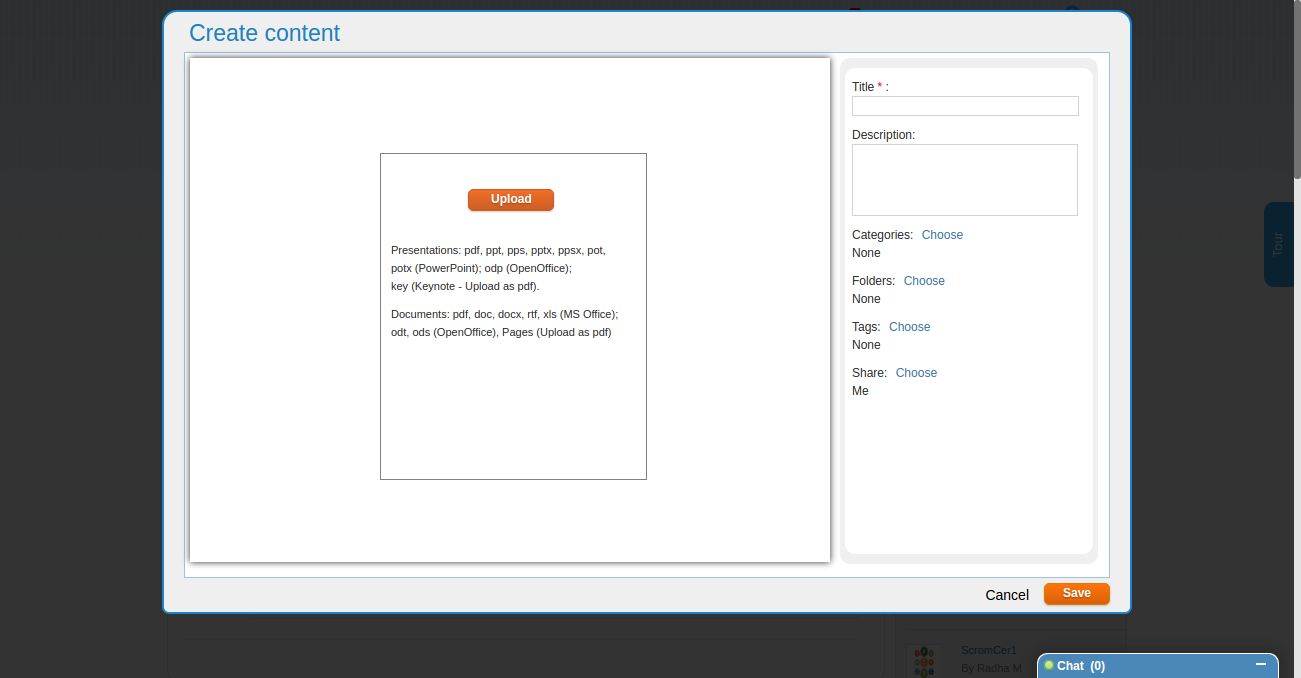 Create content
Upload
Presentations: pdf, ppt, pps, pptx, ppsx, pot,
potx (PowerPoint); odp (OpenOffice);
key (Keynote - Upload as pdf).
Documents: pdf, doc, docx, rtf, xls (MS Office);
odt, ods (OpenOffice), Pages (Upload as pdf)
Title * :
Description:
Categories: Choose
None
Folders: Choose
None
Tags: Choose
None
Share: Choose
Me
Cancel
Save
Tour
ScromCer1
By Radha M
Chat (0)